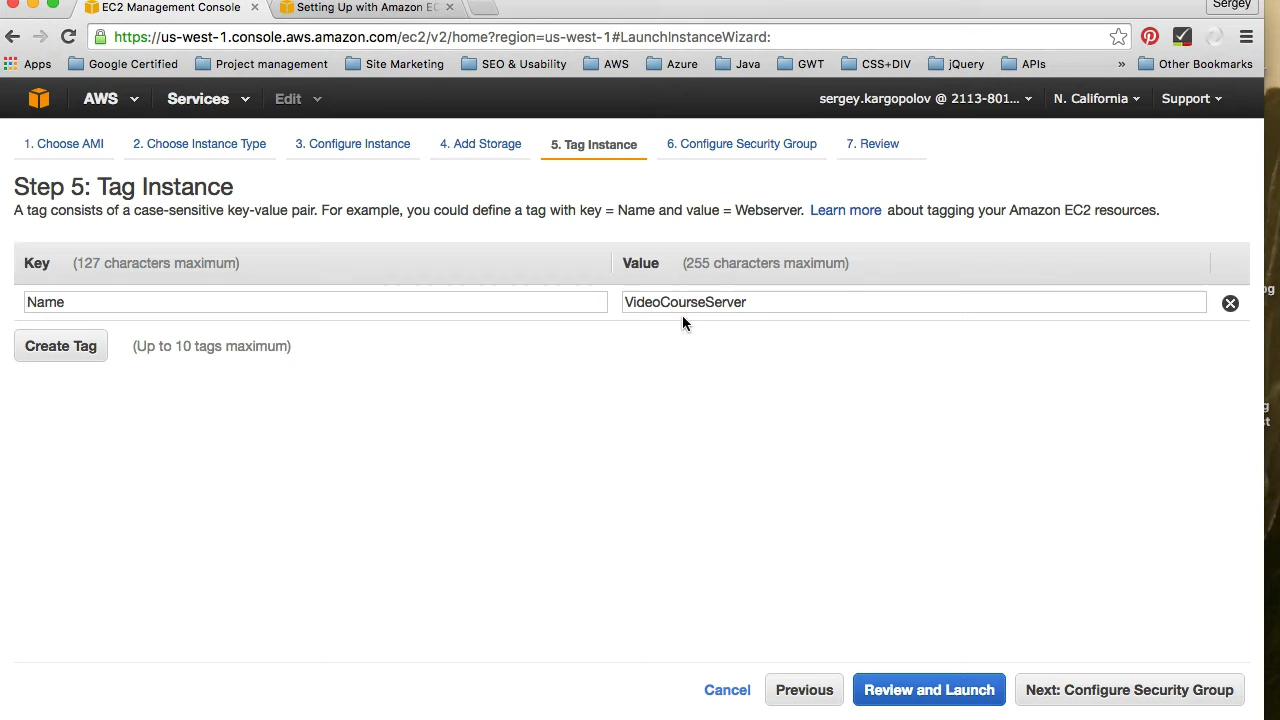 Sergey
EC2 Management Console
Setting Up with Amazon EC
https://us-west-1.console.aws.amazon.com/ec2/v2/home?region=us-west-1#LaunchInstanceWizard:
Apps Google Certified Project management Site Marketing SEO & Usability AWS Azure Java GWT CSS+DIV jQuery APIs » Other Bookmarks
AWS Services Edit sergey.kargopolov @ 2113-801... N. California Support
1. Choose AMI 2. Choose Instance Type 3. Configure Instance 4. Add Storage 5. Tag Instance 6. Configure Security Group 7. Review
Step 5: Tag Instance
A tag consists of a case-sensitive key-value pair. For example, you could define a tag with key = Name and value = Webserver. Learn more about tagging your Amazon EC2 resources.
Key (127 characters maximum) Value (255 characters maximum)
Name VideoCourseServer
Create Tag (Up to 10 tags maximum)
Cancel Previous Review and Launch Next: Configure Security Group